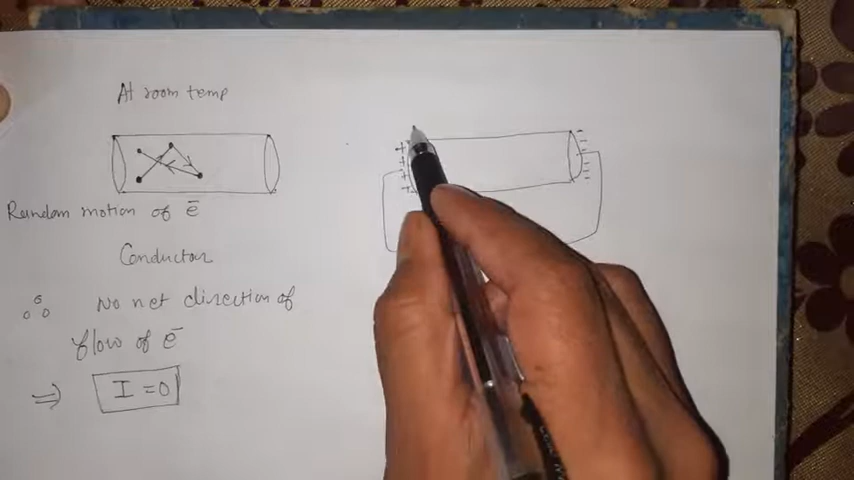 At room temp
Random motion of e̅
Conductor
∴ No net direction of
flow of e̅
⇒ I = 0
+ + + +
- - - - - -